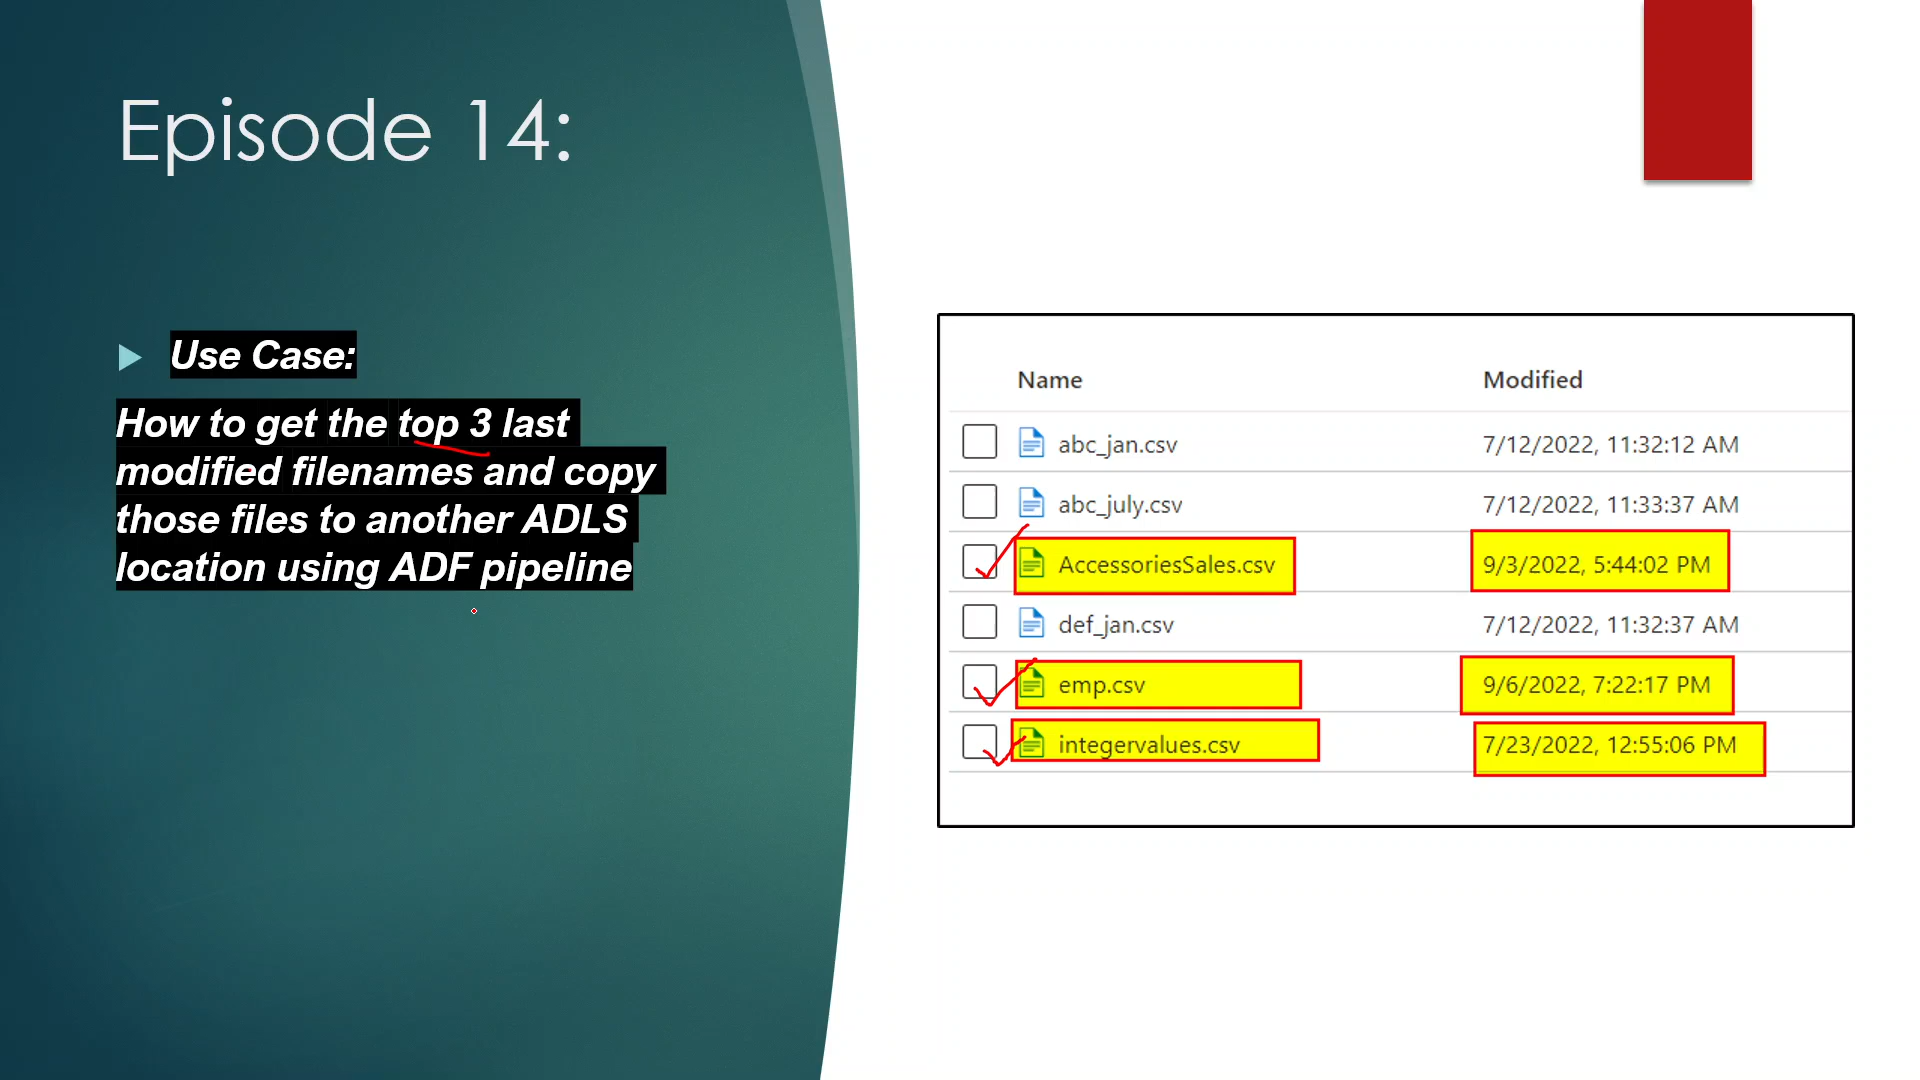 Episode 14:
Use Case:
How to get the top 3 last
modified filenames and copy
those files to another ADLS
location using ADF pipeline
Name Modified
abc_jan.csv 7/12/2022, 11:32:12 AM
abc_july.csv 7/12/2022, 11:33:37 AM
AccessoriesSales.csv 9/3/2022, 5:44:02 PM
def_jan.csv 7/12/2022, 11:32:37 AM
emp.csv 9/6/2022, 7:22:17 PM
integervalues.csv 7/23/2022, 12:55:06 PM